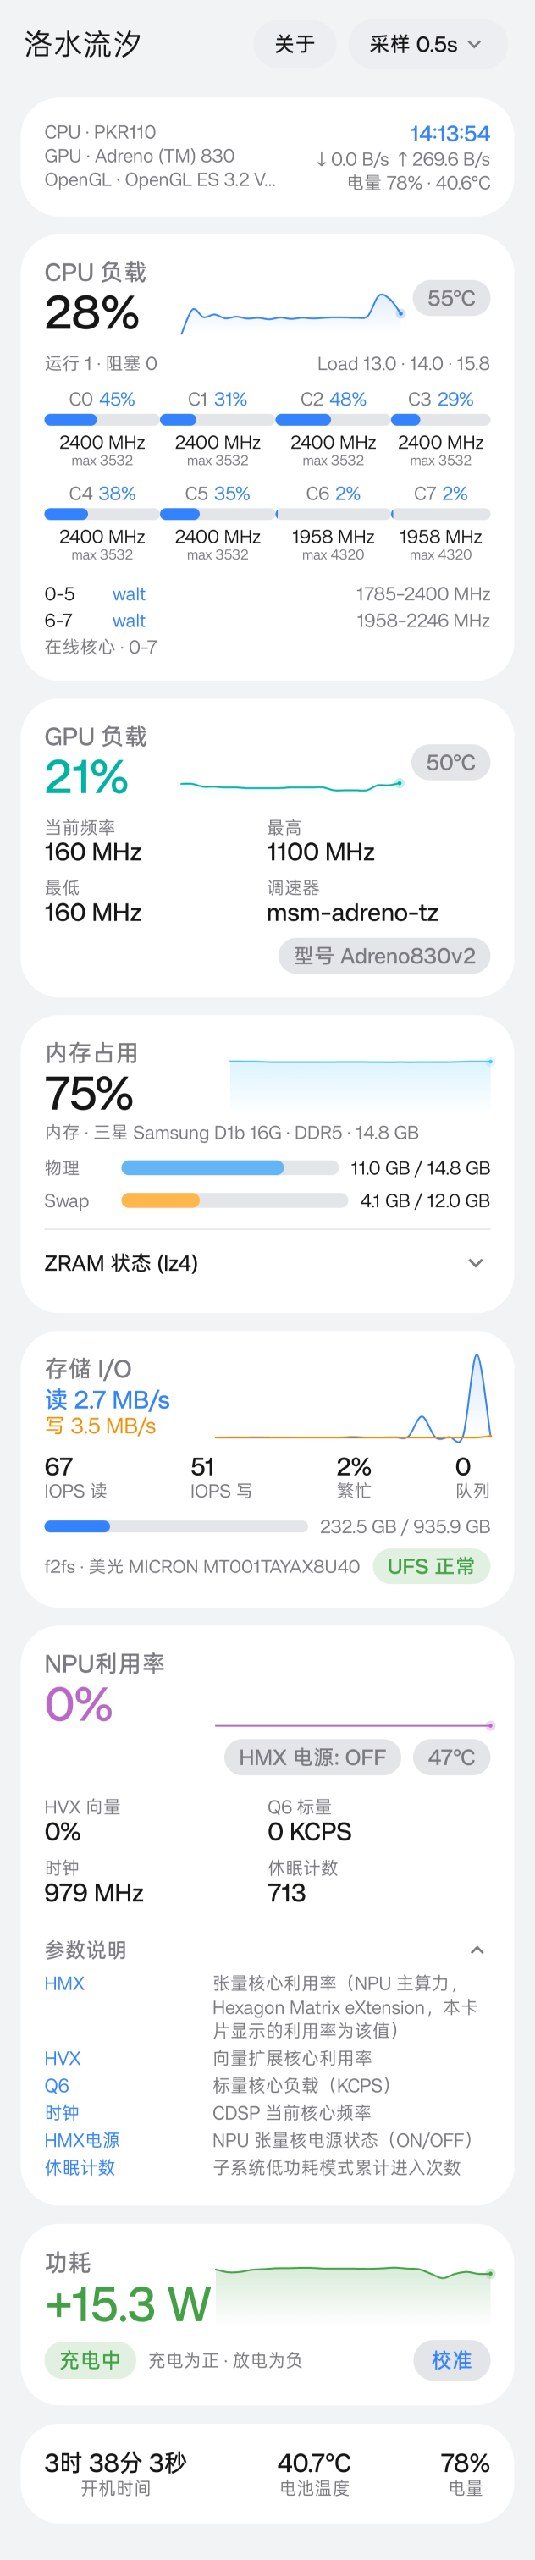 洛水流汐
关于
采样 0.5s
CPU · PKR110
14:13:54
GPU · Adreno (TM) 830
↓ 0.0 B/s ↑ 269.6 B/s
OpenGL · OpenGL ES 3.2 V...
电量 78% · 40.6°C
CPU 负载
28%
55°C
运行 1 · 阻塞 0
Load 13.0 · 14.0 · 15.8
C0 45% C1 31% C2 48% C3 29%
2400 MHz 2400 MHz 2400 MHz 2400 MHz
max 3532 max 3532 max 3532 max 3532
C4 38% C5 35% C6 2% C7 2%
2400 MHz 2400 MHz 1958 MHz 1958 MHz
max 3532 max 3532 max 4320 max 4320
0-5 walt 1785-2400 MHz
6-7 walt 1958-2246 MHz
在线核心 · 0-7
GPU 负载
21%
50°C
当前频率 最高
160 MHz 1100 MHz
最低 调速器
160 MHz msm-adreno-tz
型号 Adreno830v2
内存占用
75%
内存 · 三星 Samsung D1b 16G · DDR5 · 14.8 GB
物理 11.0 GB / 14.8 GB
Swap 4.1 GB / 12.0 GB
ZRAM 状态 (lz4)
存储 I/O
读 2.7 MB/s
写 3.5 MB/s
67 51 2% 0
IOPS 读 IOPS 写 繁忙 队列
232.5 GB / 935.9 GB
f2fs · 美光 MICRON MT001TAYAX8U40 UFS 正常
NPU利用率
0%
HMX 电源: OFF 47°C
HVX 向量 Q6 标量
0% 0 KCPS
时钟 休眠计数
979 MHz 713
参数说明
HMX 张量核心利用率（NPU 主算力，
Hexagon Matrix eXtension，本卡
片显示的利用率为该值）
HVX 向量扩展核心利用率
Q6 标量核心负载（KCPS）
时钟 CDSP 当前核心频率
HMX电源 NPU 张量核电源状态（ON/OFF）
休眠计数 子系统低功耗模式累计进入次数
功耗
+15.3 W
充电中 充电为正 · 放电为负 校准
3时 38分 3秒 40.7°C 78%
开机时间 电池温度 电量